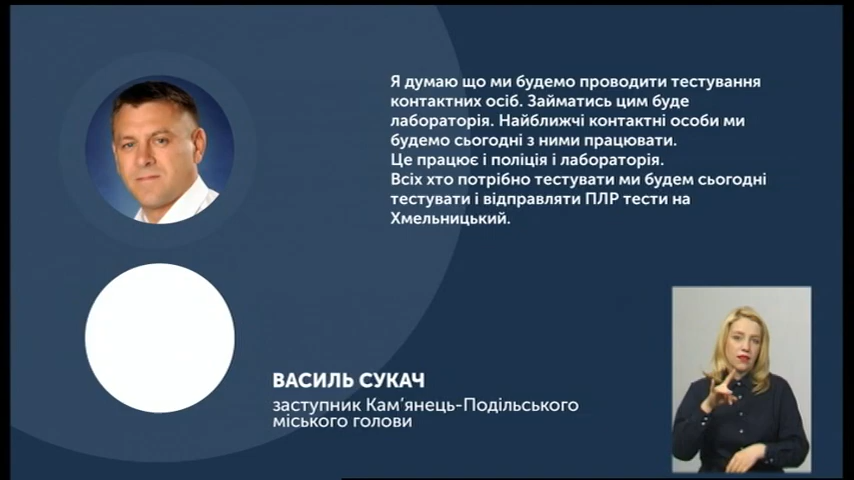 Я думаю що ми будемо проводити тестування
контактних осіб. Займатись цим буде
лабораторія. Найближчі контактні особи ми
будемо сьогодні з ними працювати.
Це працює і поліція і лабораторія.
Всіх хто потрібно тестувати ми будем сьогодні
тестувати і відправляти ПЛР тести на
Хмельницький.
ВАСИЛЬ СУКАЧ
заступник Кам’янець-Подільського
міського голови